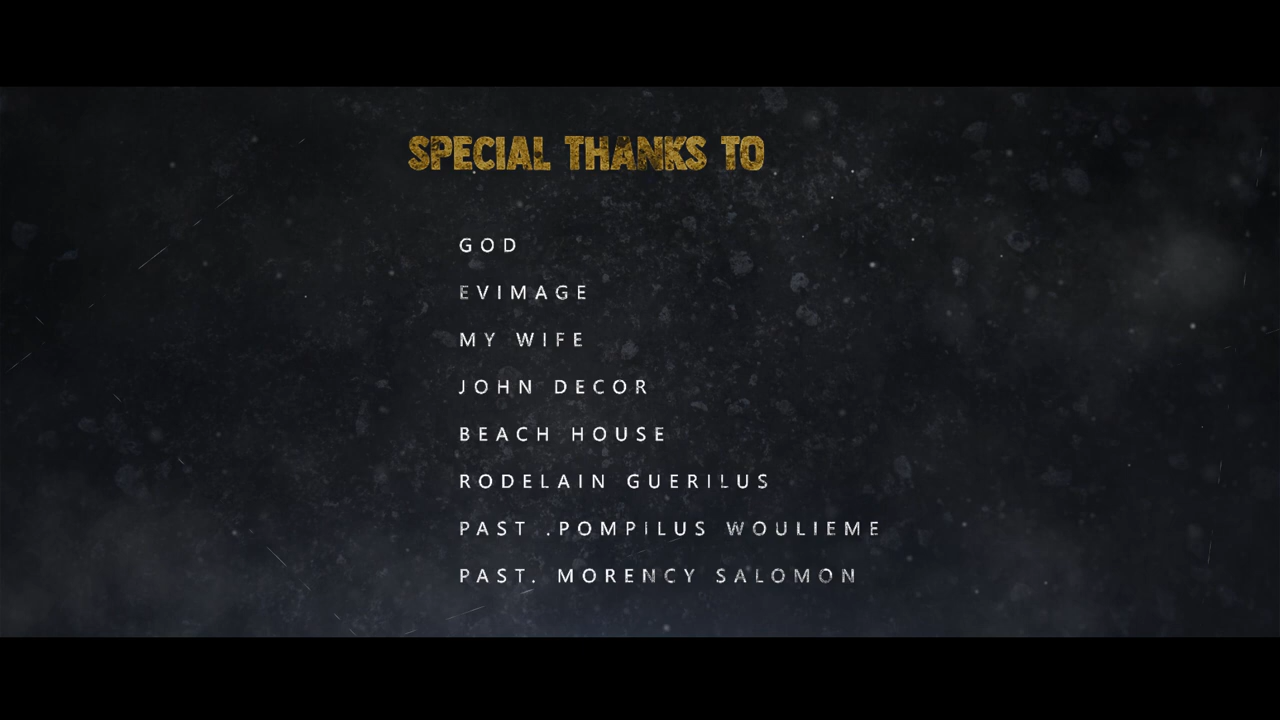 SPECIAL THANKS TO
GOD
EVIMAGE
MY WIFE
JOHN DECOR
BEACH HOUSE
RODELAIN GUERILUS
PAST .POMPILUS WOULIEME
PAST. MORENCY SALOMON